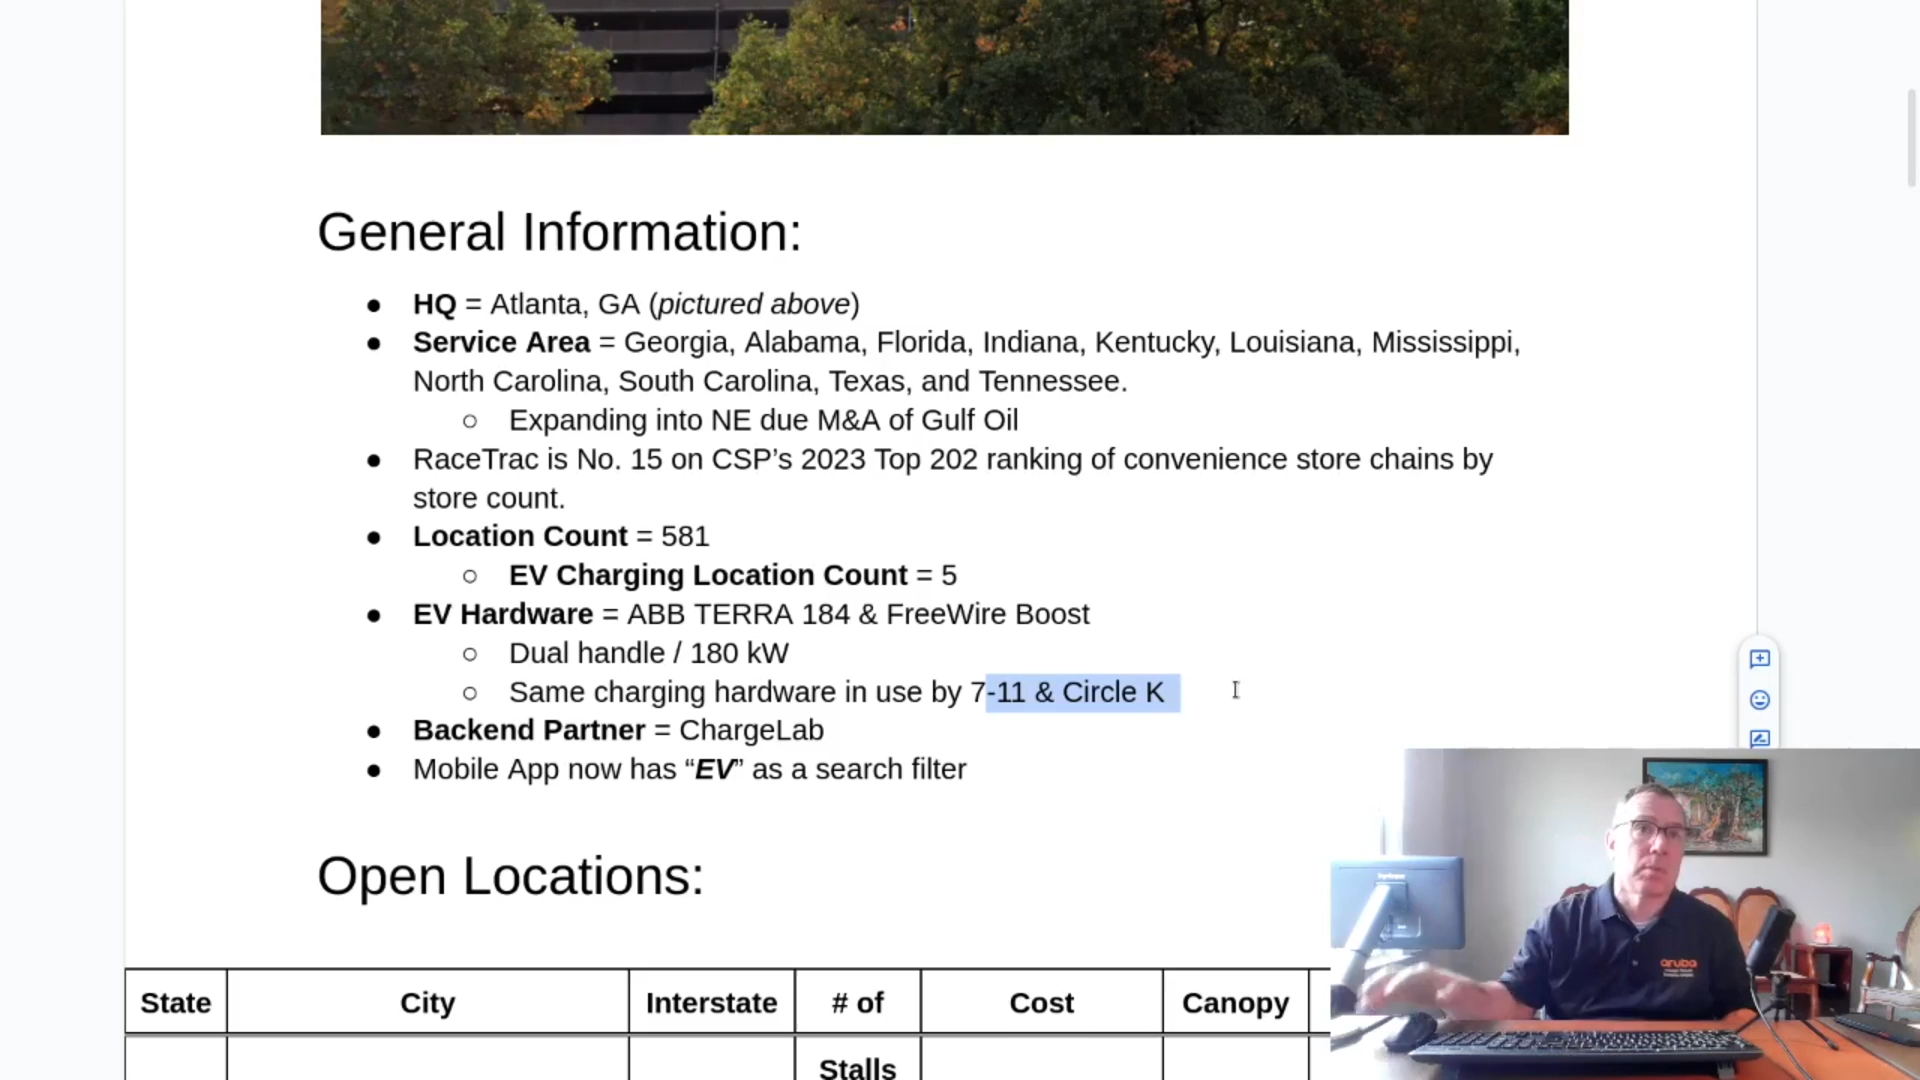 General Information:
● HQ = Atlanta, GA (pictured above)
● Service Area = Georgia, Alabama, Florida, Indiana, Kentucky, Louisiana, Mississippi,
North Carolina, South Carolina, Texas, and Tennessee.
○ Expanding into NE due M&A of Gulf Oil
● RaceTrac is No. 15 on CSP’s 2023 Top 202 ranking of convenience store chains by
store count.
● Location Count = 581
○ EV Charging Location Count = 5
● EV Hardware = ABB TERRA 184 & FreeWire Boost
○ Dual handle / 180 kW
○ Same charging hardware in use by 7-11 & Circle K
● Backend Partner = ChargeLab
● Mobile App now has “EV” as a search filter
Open Locations:
State City Interstate # of Cost Canopy
Stalls
aruba